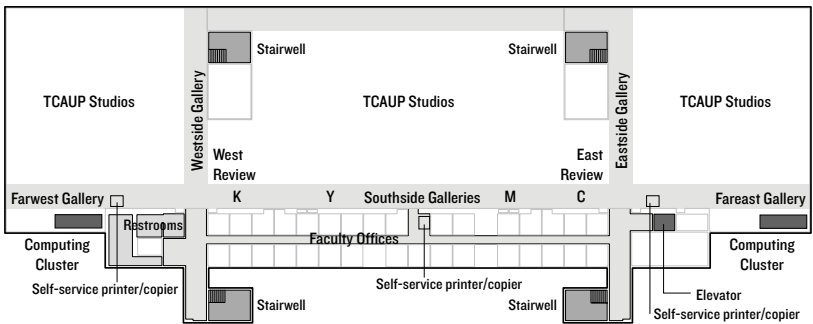 Stairwell
Stairwell
TCAUP Studios
Westside Gallery
TCAUP Studios
Eastside Gallery
TCAUP Studios
West
Review
East
Review
Farwest Gallery
K
Y
Southside Galleries
M
C
Fareast Gallery
Restrooms
Faculty Offices
Computing
Cluster
Computing
Cluster
Self-service printer/copier
Self-service printer/copier
Elevator
Stairwell
Stairwell
Self-service printer/copier